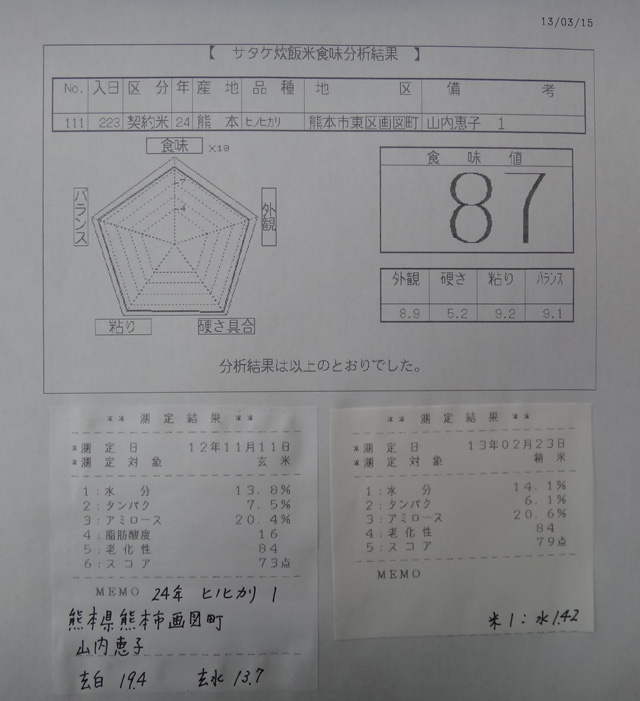 13/03/15
【 サタケ炊飯米食味分析結果 】
No. 入日 区分 年 産地 品種 地区 備考
111 223 契約米 24 熊本 ヒノヒカリ 熊本市東区画図町 山内恵子 1
食味 ×10
7
4
バランス
外観
粘り
硬さ具合
食味値
87
外観 硬さ 粘り バランス
8.9 5.2 9.2 9.1
分析結果は以上のとおりでした。
** 測定結果 **
*測定日 12年11月11日
*測定対象 玄米
1:水分 13.8%
2:タンパク 7.5%
3:アミロース 20.4%
4:脂肪酸度 16
5:老化性 84
6:スコア 73点
MEMO 24年 ヒノヒカリ 1
熊本県熊本市画図町
山内恵子
玄白 19.4 玄水 13.7
** 測定結果 **
*測定日 13年02月23日
*測定対象 精米
1:水分 14.1%
2:タンパク 6.1%
3:アミロース 20.6%
4:老化性 84
5:スコア 79点
MEMO
米1:水1.42